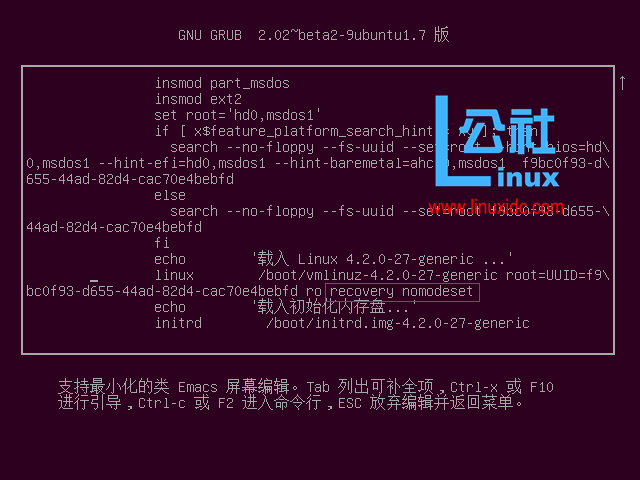 GNU GRUB 2.02~beta2-9ubuntu1.7 版
insmod part_msdos
insmod ext2
set root='hd0,msdos1'
if [ x$feature_platform_search_hint = xy ]; then
search --no-floppy --fs-uuid --set=root --hint-bios=hd\
0,msdos1 --hint-efi=hd0,msdos1 --hint-baremetal=ahci0,msdos1 f9bc0f93-d\
655-44ad-82d4-cac70e4bebfd
else
search --no-floppy --fs-uuid --set=root f9bc0f93-d655-\
44ad-82d4-cac70e4bebfd
fi
echo '载入 Linux 4.2.0-27-generic ...'
linux /boot/vmlinuz-4.2.0-27-generic root=UUID=f9\
bc0f93-d655-44ad-82d4-cac70e4bebfd ro recovery nomodeset
echo '载入初始化内存盘...'
initrd /boot/initrd.img-4.2.0-27-generic
Linux公社
www.linuxidc.com
支持最小化的类 Emacs 屏幕编辑。Tab 列出可补全项,Ctrl-x 或 F10
进行引导,Ctrl-c 或 F2 进入命令行,ESC 放弃编辑并返回菜单。